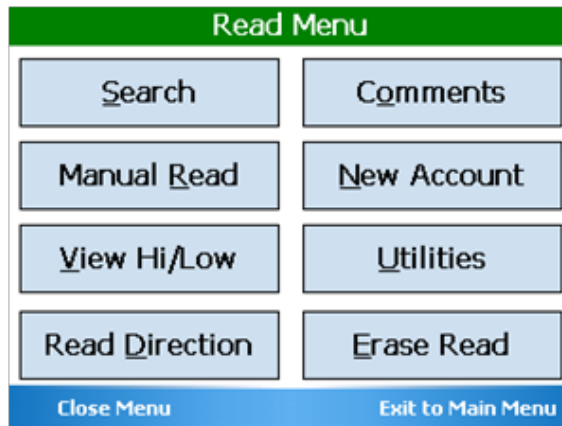 Read Menu
Search
Comments
Manual Read
New Account
View Hi/Low
Utilities
Read Direction
Erase Read
Close Menu
Exit to Main Menu